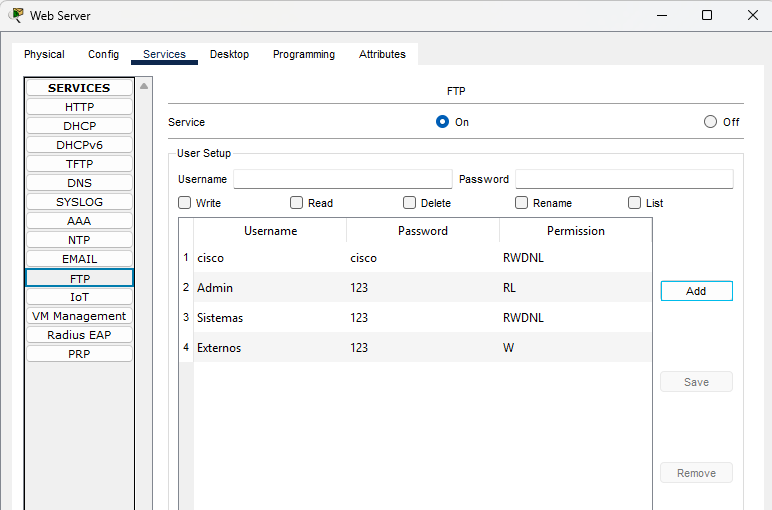 Web Server
Physical Config Services Desktop Programming Attributes
SERVICES
HTTP
DHCP
DHCPv6
TFTP
DNS
SYSLOG
AAA
NTP
EMAIL
FTP
IoT
VM Management
Radius EAP
PRP
FTP
Service On Off
User Setup
Username Password
Write Read Delete Rename List
Username Password Permission
1 cisco cisco RWDNL
2 Admin 123 RL
3 Sistemas 123 RWDNL
4 Externos 123 W
Add
Save
Remove